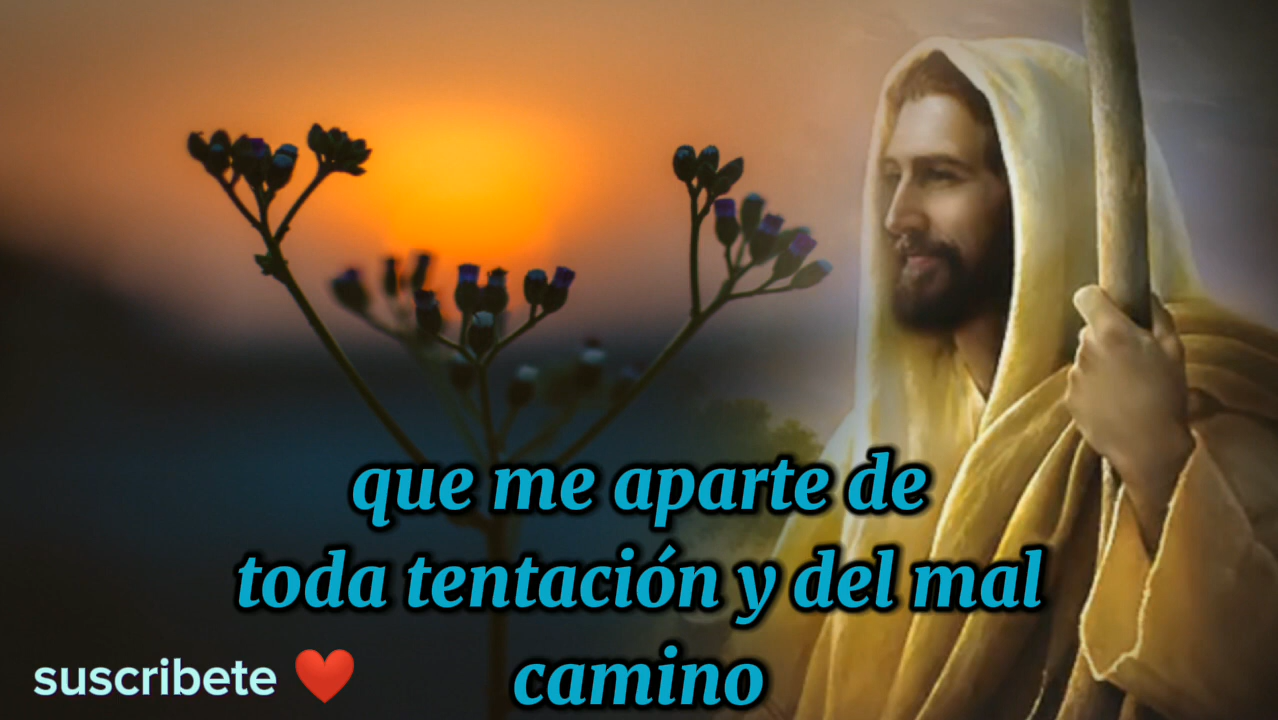 que me aparte de
toda tentación y del mal
camino
suscribete ❤️